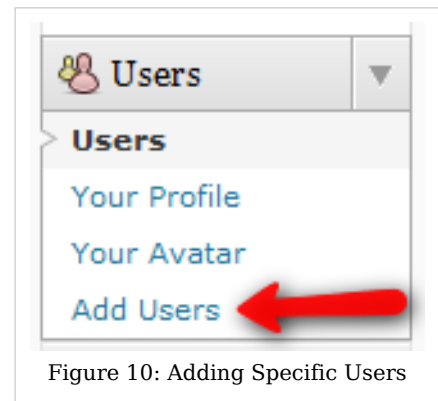 Users
Users
Your Profile
Your Avatar
Add Users
Figure 10: Adding Specific Users